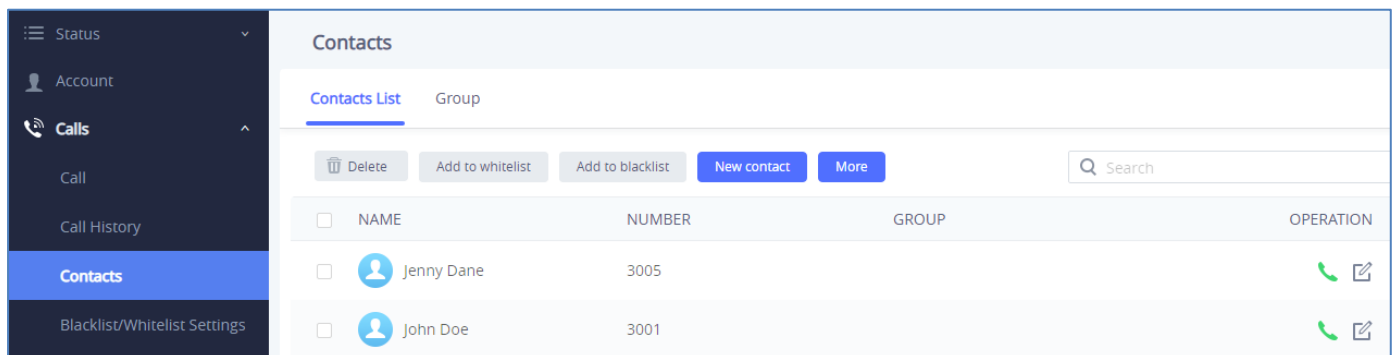 Status
Account
Calls
Call
Call History
Contacts
Blacklist/Whitelist Settings
Contacts
Contacts List Group
Delete Add to whitelist Add to blacklist New contact More Search
NAME NUMBER GROUP OPERATION
Jenny Dane 3005
John Doe 3001